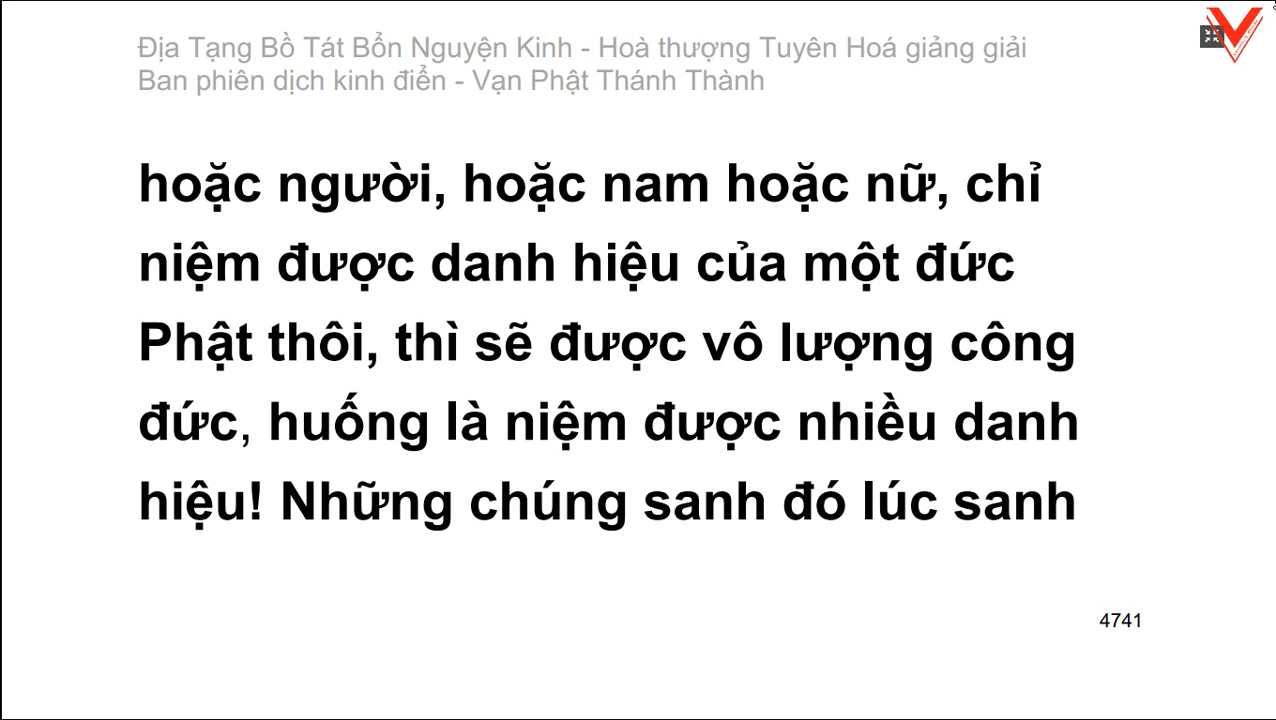 Địa Tạng Bồ Tát Bổn Nguyện Kinh - Hoà thượng Tuyên Hoá giảng giải
Ban phiên dịch kinh điển - Vạn Phật Thánh Thành
hoặc người, hoặc nam hoặc nữ, chỉ
niệm được danh hiệu của một đức
Phật thôi, thì sẽ được vô lượng công
đức, huống là niệm được nhiều danh
hiệu! Những chúng sanh đó lúc sanh
4741